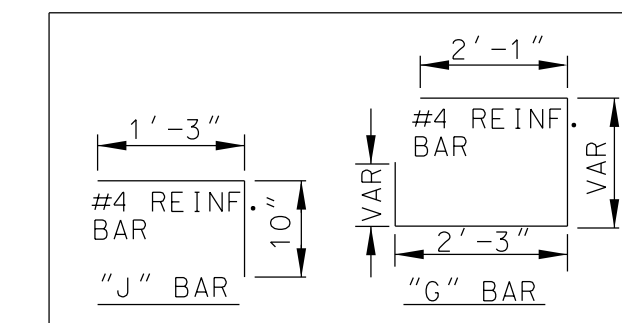 2'-1"
1'-3"
#4 REINF.
BAR
VAR
VAR
#4 REINF.
BAR
10"
2'-3"
"J" BAR
"G" BAR